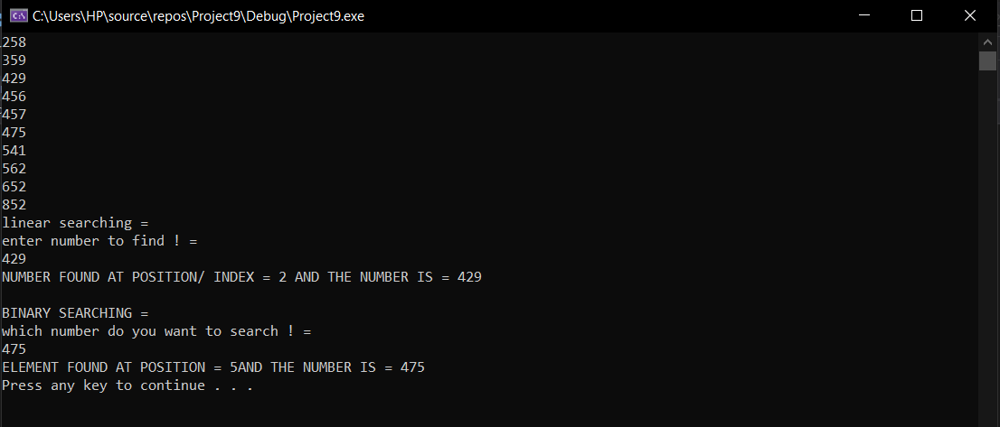 C:\Users\HP\source\repos\Project9\Debug\Project9.exe
258
359
429
456
457
475
541
562
652
852
linear searching =
enter number to find ! =
429
NUMBER FOUND AT POSITION/ INDEX = 2 AND THE NUMBER IS = 429
BINARY SEARCHING =
which number do you want to search ! =
475
ELEMENT FOUND AT POSITION = 5AND THE NUMBER IS = 475
Press any key to continue . . .